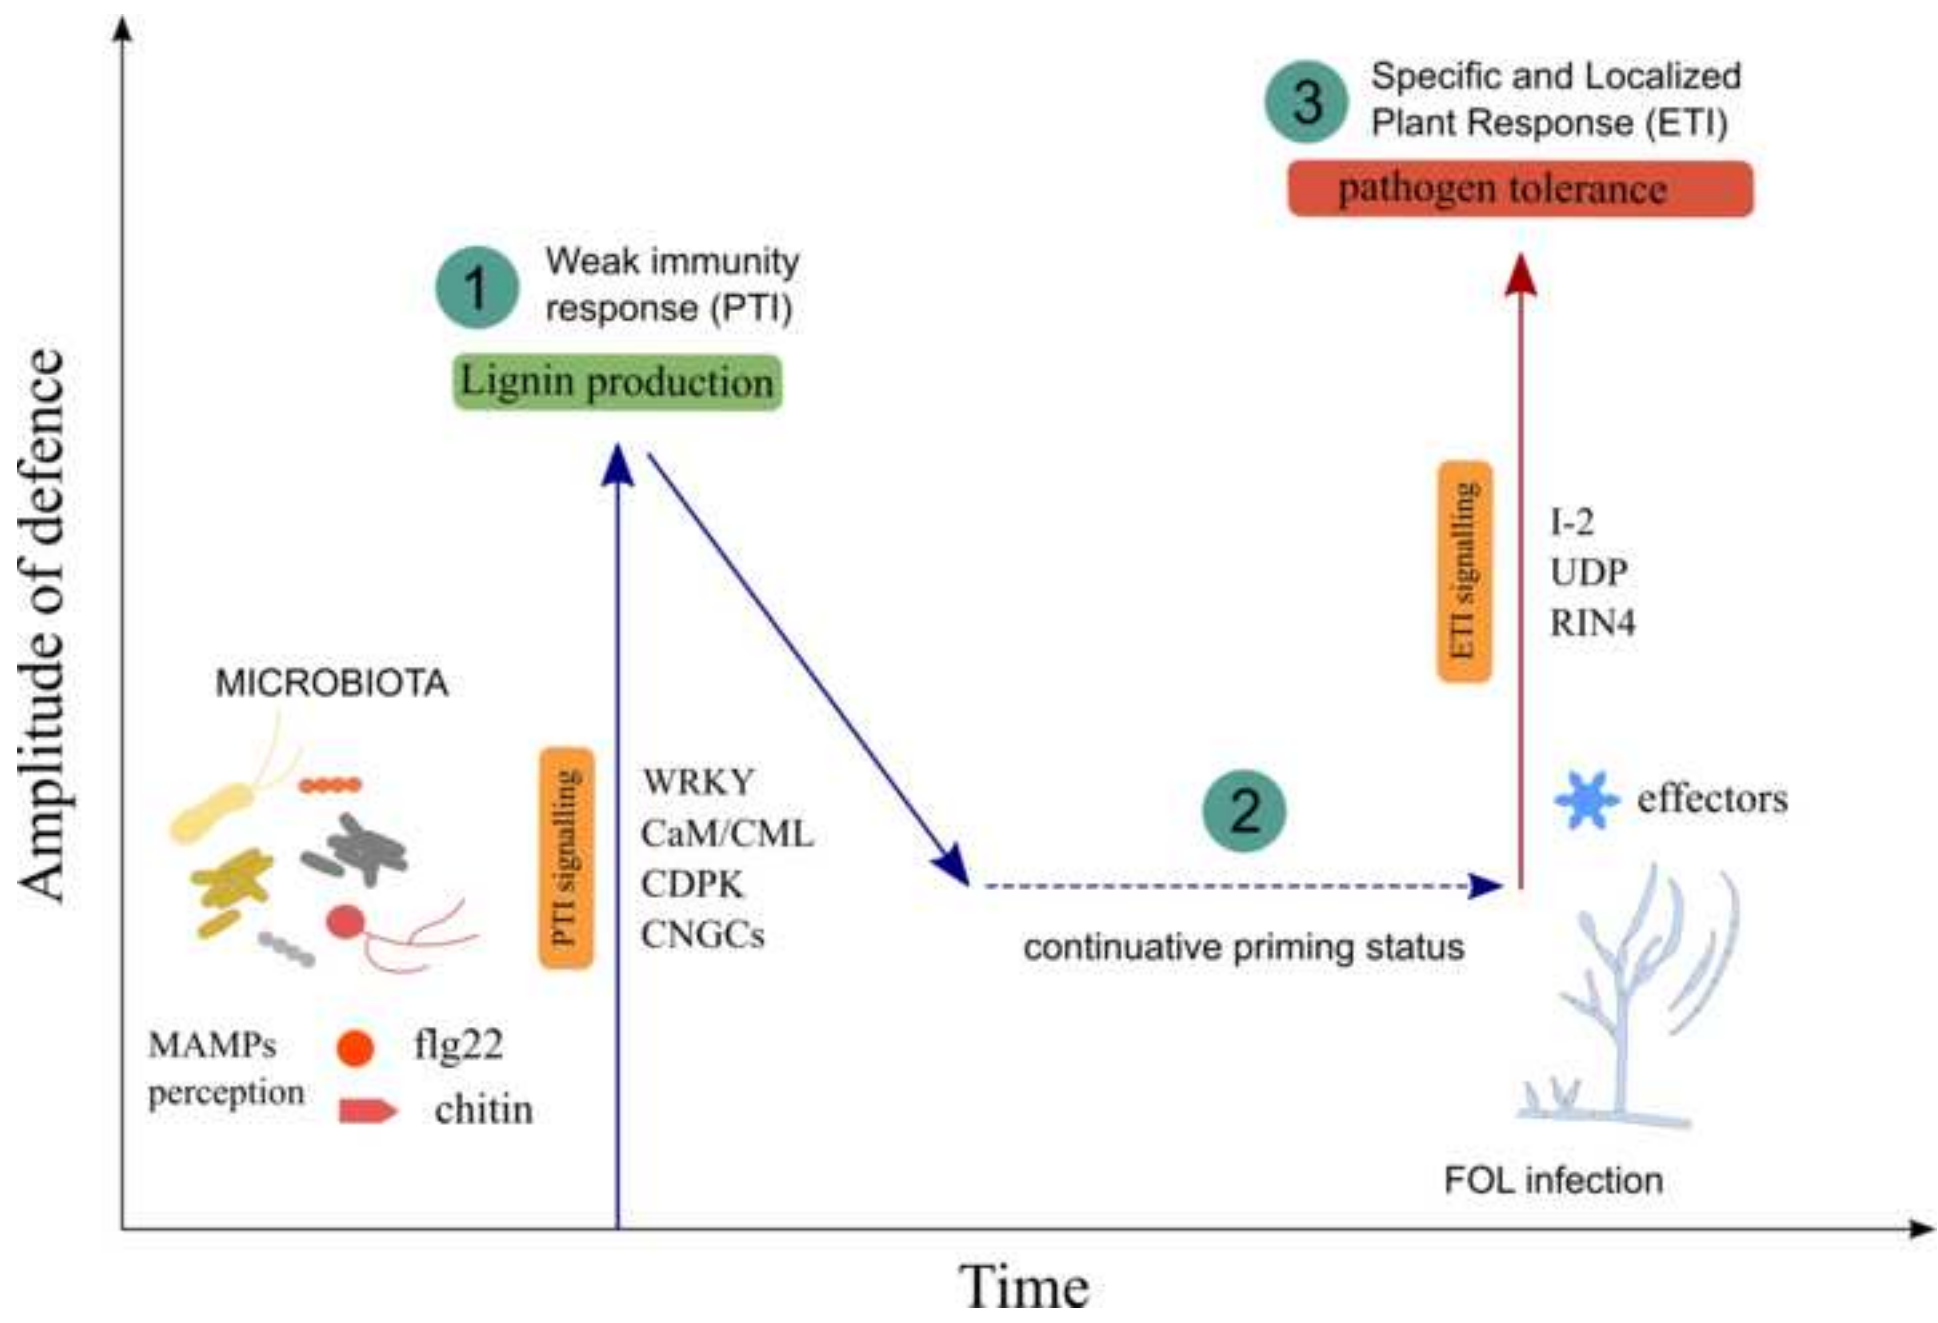 Amplitude of defence
1
Weak immunity
response (PTI)
Lignin production
MICROBIOTA
MAMPs
perception
flg22
chitin
PTI signalling
WRKY
CaM/CML
CDPK
CNGCs
2
continuative priming status
3
Specific and Localized
Plant Response (ETI)
pathogen tolerance
ETI signalling
I-2
UDP
RIN4
effectors
FOL infection
Time